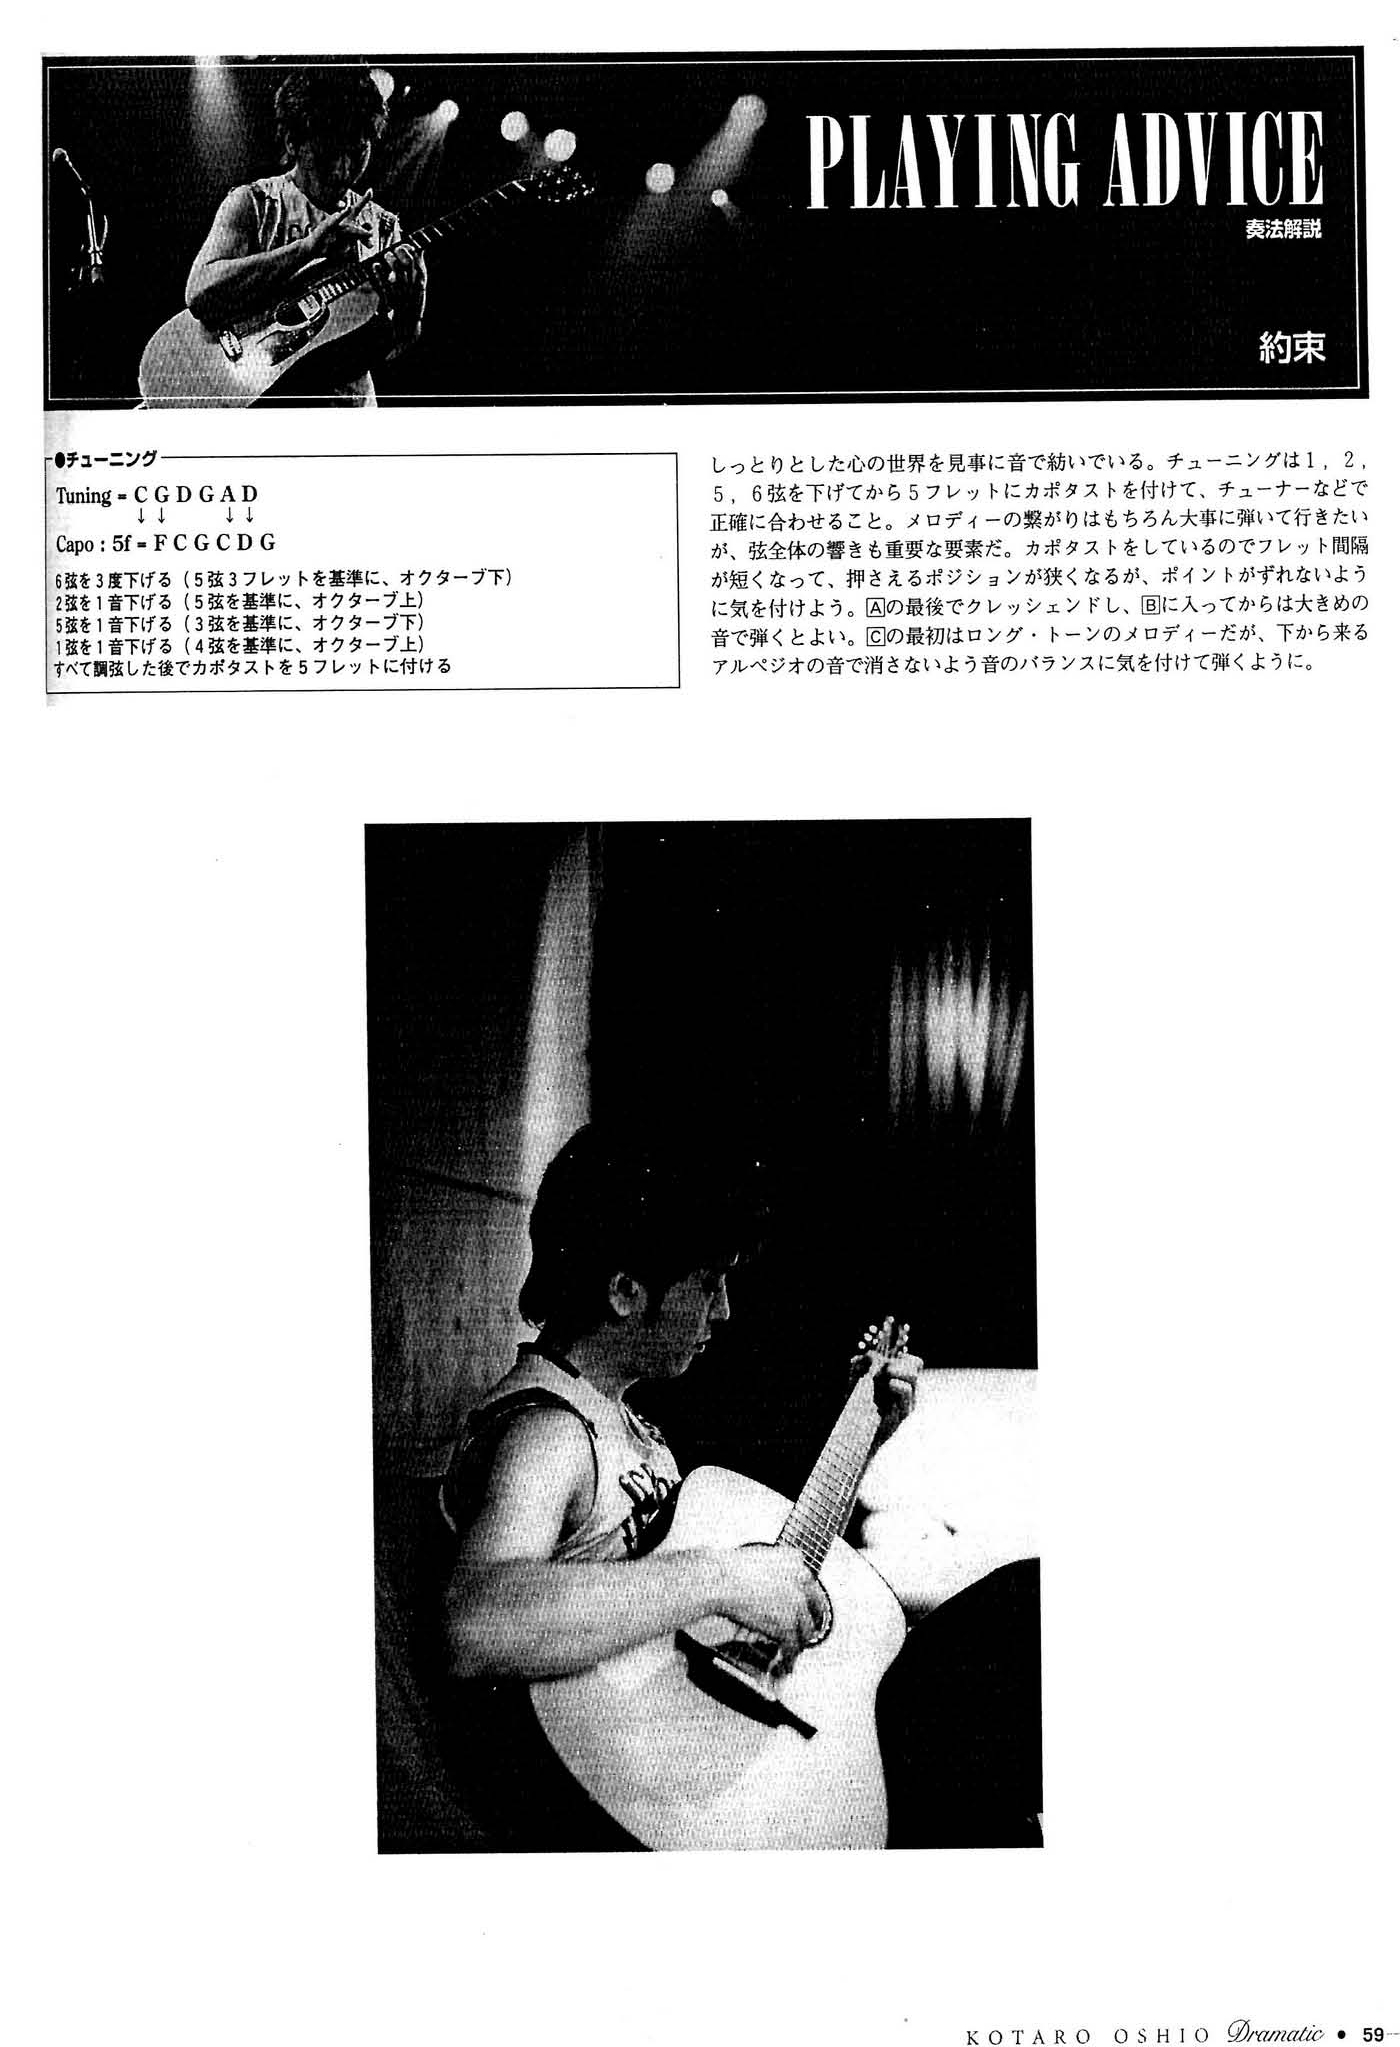 PLAYING ADVICE
奏法解説
約束
●チューニング
Tuning = C G D G A D
↓ ↓ ↓ ↓
Capo : 5f = F C G C D G
6弦を3度下げる（5弦3フレットを基準に、オクターブ下）
2弦を1音下げる（5弦を基準に、オクターブ上）
5弦を1音下げる（3弦を基準に、オクターブ下）
1弦を1音下げる（4弦を基準に、オクターブ上）
すべて調弦した後でカポタストを5フレットに付ける
しっとりとした心の世界を見事に音で紡いでいる。チューニングは1，2，
5，6弦を下げてから5フレットにカポタストを付けて、チューナーなどで
正確に合わせること。メロディーの繋がりはもちろん大事に弾いて行きたい
が、弦全体の響きも重要な要素だ。カポタストをしているのでフレット間隔
が短くなって、押さえるポジションが狭くなるが、ポイントがずれないよう
に気を付けよう。Aの最後でクレッシェンドし、Bに入ってからは大きめの
音で弾くとよい。Cの最初はロング・トーンのメロディーだが、下から来る
アルペジオの音で消さないよう音のバランスに気を付けて弾くように。
KOTARO OSHIO Dramatic ● 59